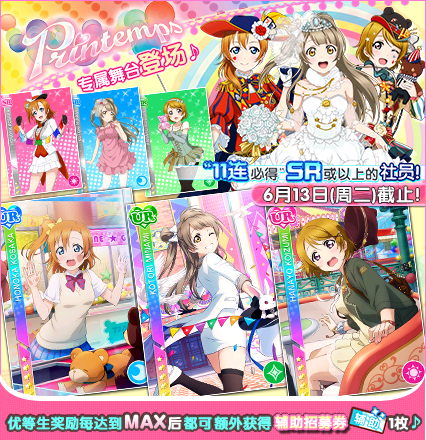 Printemps
专属舞台登场♪
"11连必得"SR或以上的社员!
6月13日(周二)截止!
SR
UR
UR
UR
HONOKA KOSAKA
KOTORI MINAMI
HANAYO KOIZUMI
优等生奖励每达到MAX后都可额外获得辅助招募券 辅助 1枚♪